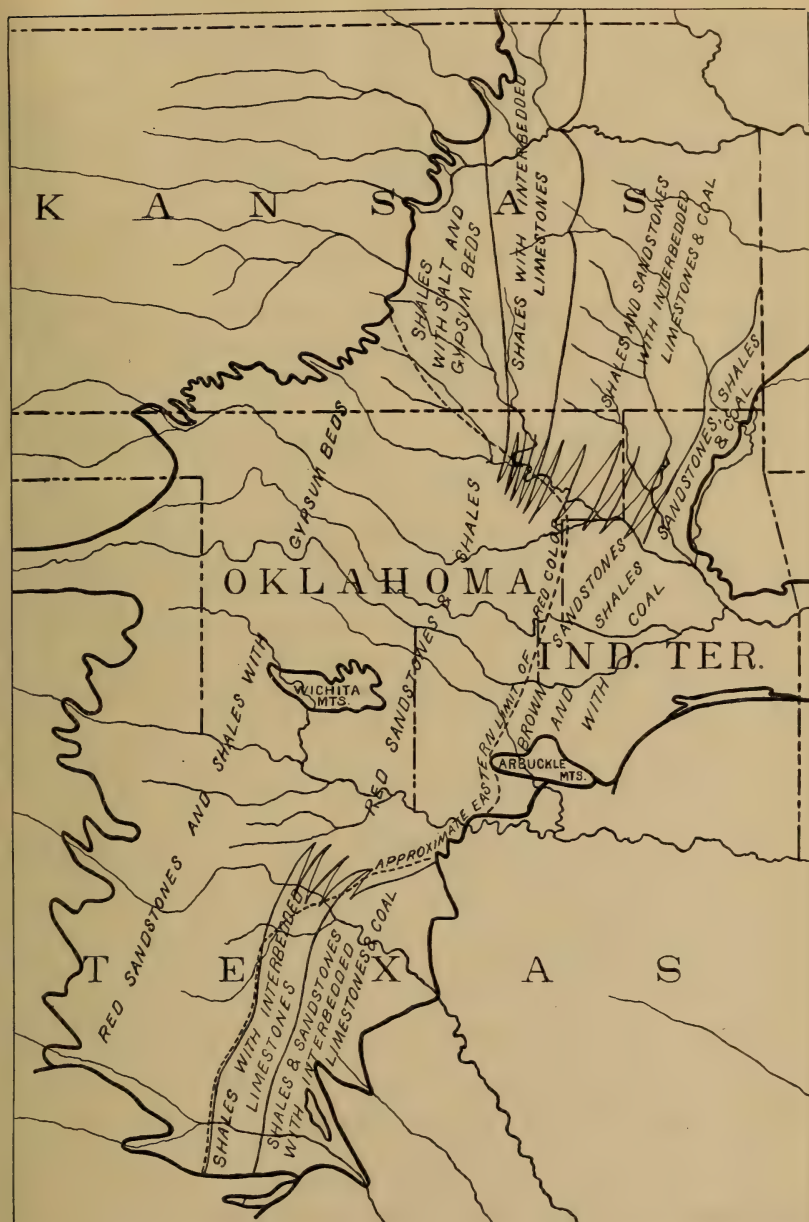 K A N S A S
SHALES
WITH SALT AND
GYPSUM BEDS
SHALES WITH INTERBEDDED
LIMESTONES
SHALES AND SANDSTONES
WITH INTERBEDDED
LIMESTONES & COAL
SANDSTONES, SHALES
& COAL
RED SANDSTONES AND SHALES WITH GYPSUM BEDS
RED SANDSTONES & SHALES
OKLAHOMA
IND. TER.
BROWN SANDSTONES
AND SHALES
WITH COAL
WICHITA
MTS.
ARBUCKLE
MTS.
APPROXIMATE EASTERN LIMIT OF RED COLOR
T E X A S
SHALES WITH INTERBEDDED
LIMESTONES
SHALES & SANDSTONES
WITH INTERBEDDED
LIMESTONES & COAL